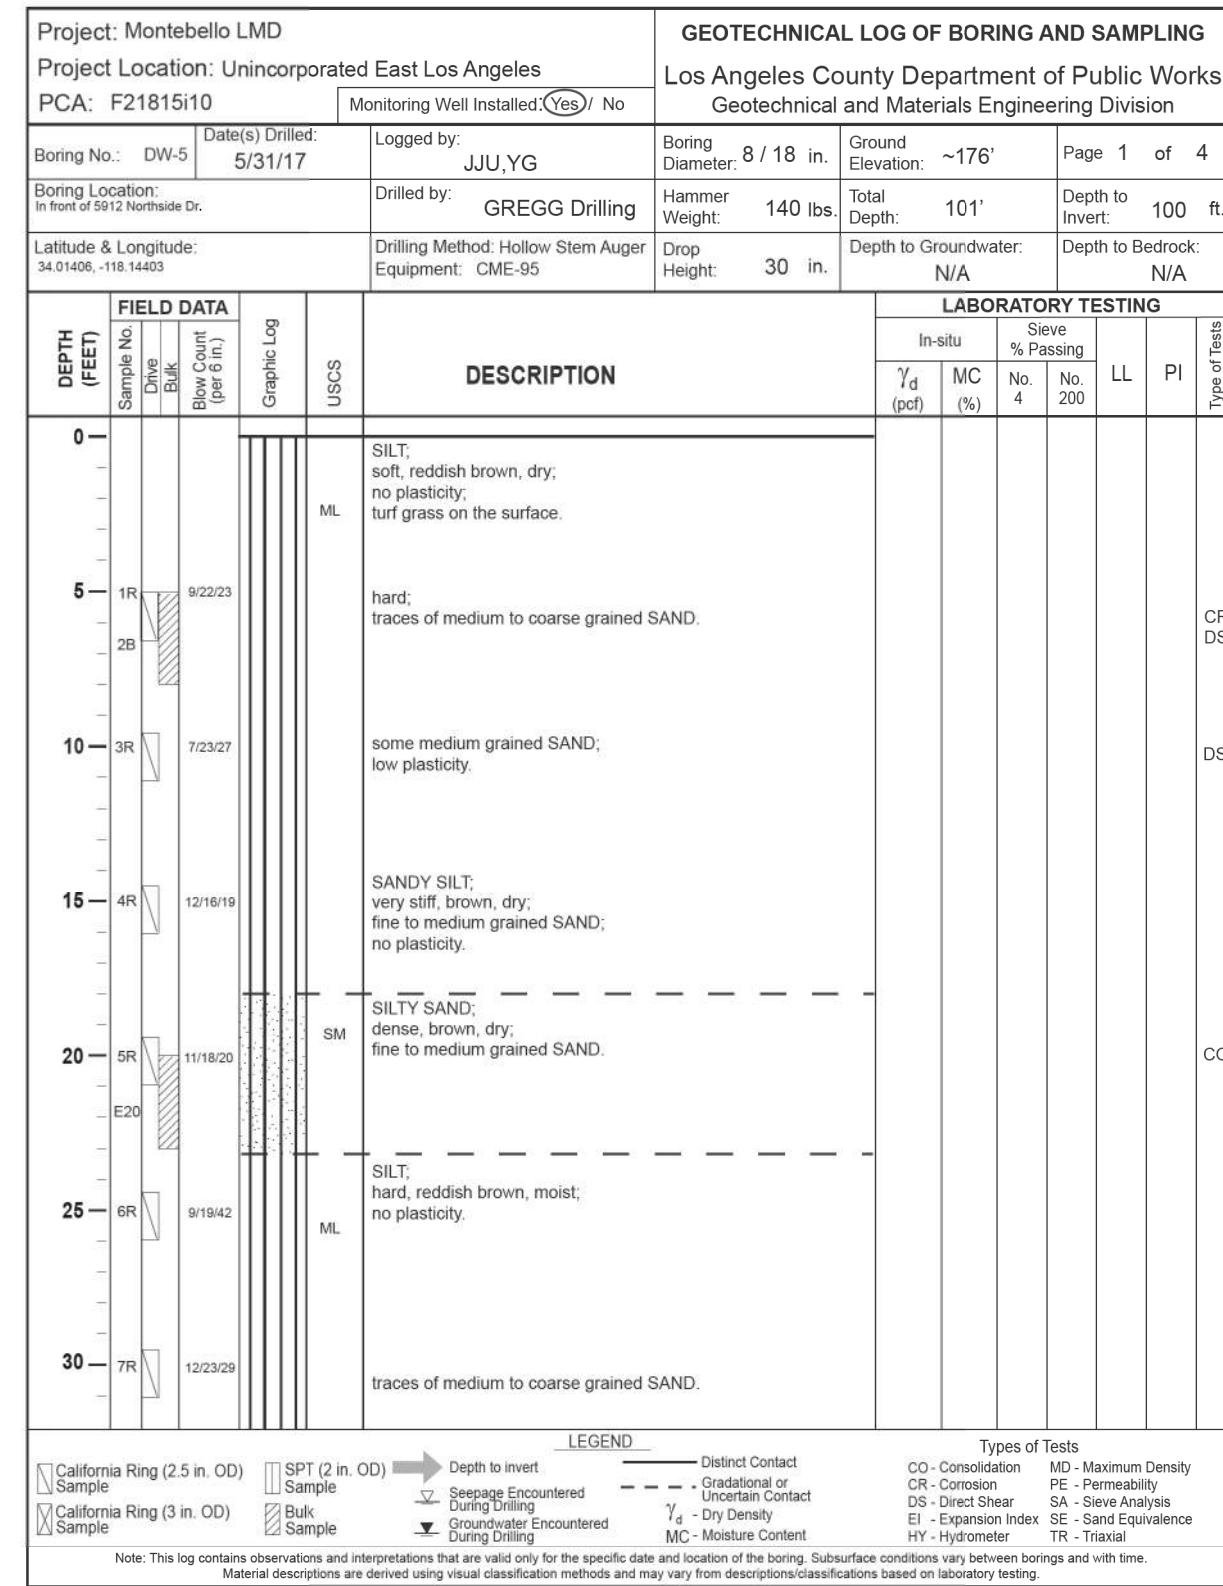 Project: Montebello LMD
Project Location: Unincorporated East Los Angeles
PCA: F21815i10
Monitoring Well Installed: Yes / No
GEOTECHNICAL LOG OF BORING AND SAMPLING
Los Angeles County Department of Public Works
Geotechnical and Materials Engineering Division
Boring No.: DW-5
Date(s) Drilled:
5/31/17
Logged by:
JJU,YG
Boring
Diameter: 8 / 18 in.
Ground
Elevation: ~176'
Page 1 of 4
Boring Location:
In front of 5912 Northside Dr.
Drilled by:
GREGG Drilling
Hammer
Weight: 140 lbs.
Total
Depth: 101'
Depth to
Invert: 100 ft.
Latitude & Longitude:
34.01406, -118.14403
Drilling Method: Hollow Stem Auger
Equipment: CME-95
Drop
Height: 30 in.
Depth to Groundwater:
N/A
Depth to Bedrock:
N/A
DEPTH
(FEET)
FIELD DATA
Sample No.
Drive
Bulk
Blow Count
(per 6 in.)
Graphic Log
USCS
DESCRIPTION
LABORATORY TESTING
In-situ
Sieve
% Passing
γd
(pcf)
MC
(%)
No.
4
No.
200
LL
PI
Type of Tests
0
SILT;
soft, reddish brown, dry;
no plasticity;
ML
turf grass on the surface.
5
1R
9/22/23
hard;
traces of medium to coarse grained SAND.
2B
DS
10
3R
7/23/27
some medium grained SAND;
low plasticity.
DS
SANDY SILT;
15
4R
12/16/19
very stiff, brown, dry;
fine to medium grained SAND;
no plasticity.
SILTY SAND;
SM
dense, brown, dry;
fine to medium grained SAND.
20
5R
11/18/20
E20
SILT;
hard, reddish brown, moist;
25
6R
9/19/42
no plasticity.
ML
30
7R
12/23/29
traces of medium to coarse grained SAND.
LEGEND
California Ring (2.5 in. OD)
Sample
California Ring (3 in. OD)
Sample
SPT (2 in. OD)
Sample
Bulk
Sample
Depth to invert
Seepage Encountered
During Drilling
Groundwater Encountered
During Drilling
Distinct Contact
Gradational or
Uncertain Contact
γd - Dry Density
MC - Moisture Content
Types of Tests
CO - Consolidation MD - Maximum Density
CR - Corrosion PE - Permeability
DS - Direct Shear SA - Sieve Analysis
EI - Expansion Index SE - Sand Equivalence
HY - Hydrometer TR - Triaxial
Note: This log contains observations and interpretations that are valid only for the specific date and location of the boring. Subsurface conditions vary between borings and with time.
Material descriptions are derived using visual classification methods and may vary from descriptions/classifications based on laboratory testing.